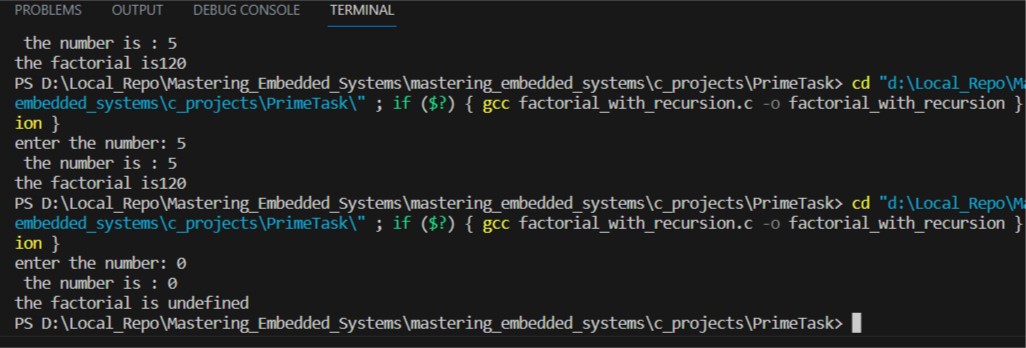 PROBLEMS OUTPUT DEBUG CONSOLE TERMINAL
the number is : 5
the factorial is120
PS D:\Local_Repo\Mastering_Embedded_Systems\mastering_embedded_systems\c_projects\PrimeTask> cd "d:\Local_Repo\Ma
embedded_systems\c_projects\PrimeTask\" ; if ($?) { gcc factorial_with_recursion.c -o factorial_with_recursion }
ion }
enter the number: 5
the number is : 5
the factorial is120
PS D:\Local_Repo\Mastering_Embedded_Systems\mastering_embedded_systems\c_projects\PrimeTask> cd "d:\Local_Repo\Ma
embedded_systems\c_projects\PrimeTask\" ; if ($?) { gcc factorial_with_recursion.c -o factorial_with_recursion }
ion }
enter the number: 0
the number is : 0
the factorial is undefined
PS D:\Local_Repo\Mastering_Embedded_Systems\mastering_embedded_systems\c_projects\PrimeTask>